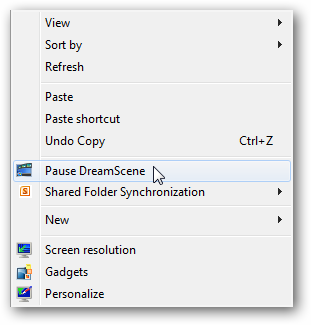 View
Sort by
Refresh
Paste
Paste shortcut
Undo Copy Ctrl+Z
Pause DreamScene
Shared Folder Synchronization
New
Screen resolution
Gadgets
Personalize